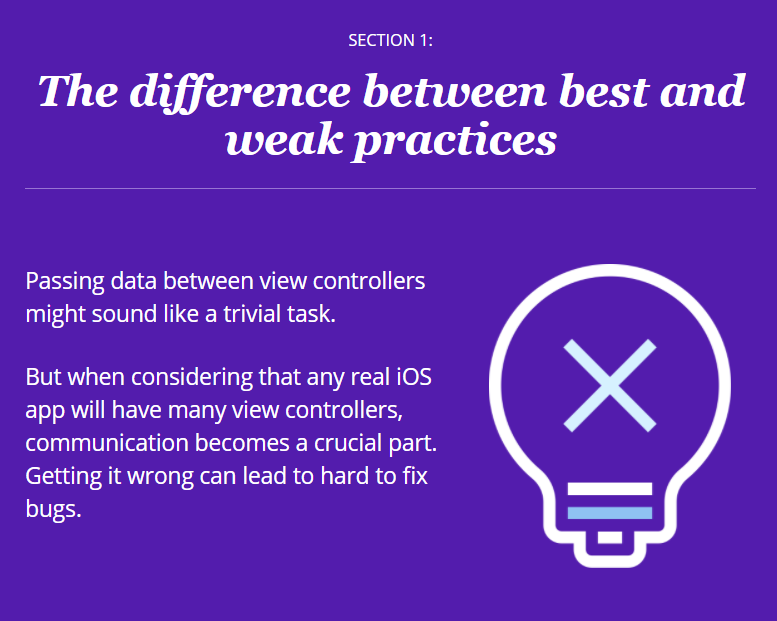 SECTION 1:
The difference between best and
weak practices
Passing data between view controllers
might sound like a trivial task.
But when considering that any real iOS
app will have many view controllers,
communication becomes a crucial part.
Getting it wrong can lead to hard to fix
bugs.